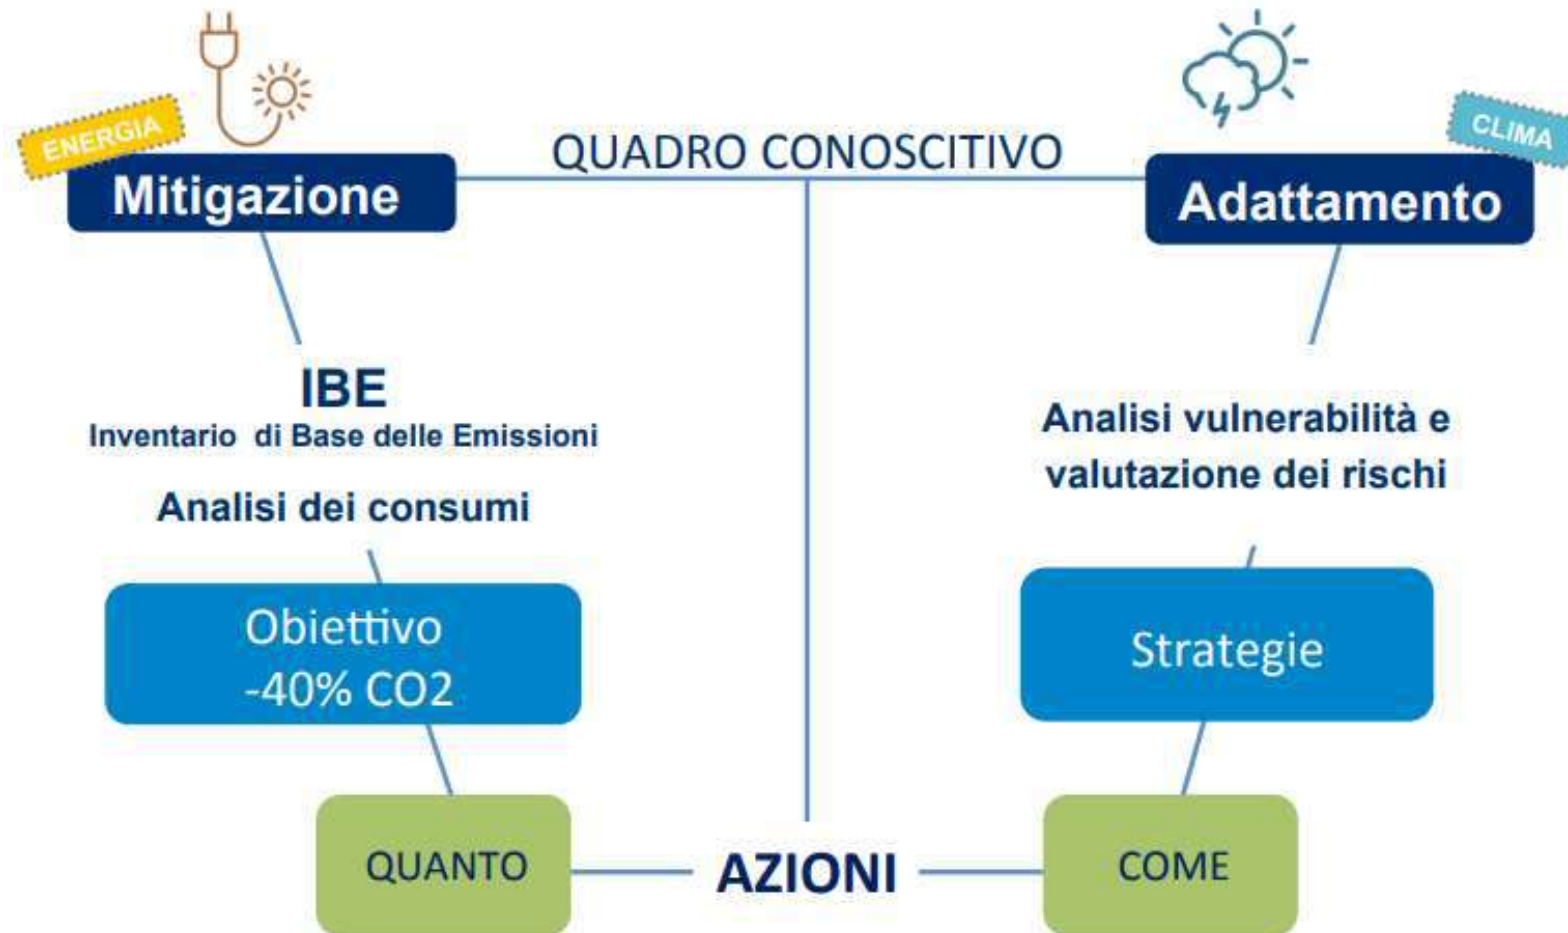 ENERGIA
CLIMA
QUADRO CONOSCITIVO
Mitigazione
Adattamento
IBE
Inventario di Base delle Emissioni
Analisi dei consumi
Analisi vulnerabilità e
valutazione dei rischi
Obiettivo
-40% CO2
Strategie
QUANTO
AZIONI
COME